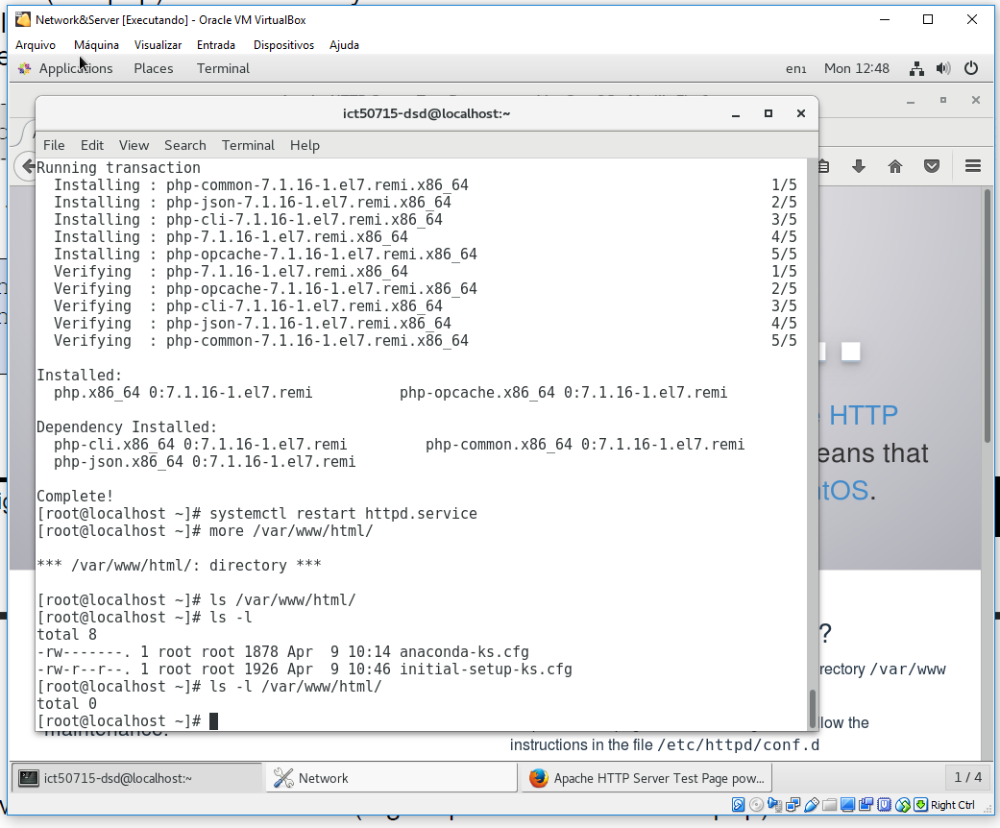 Network&Server [Executando] - Oracle VM VirtualBox
Arquivo Máquina Visualizar Entrada Dispositivos Ajuda
Applications Places Terminal en₁ Mon 12:48
ict50715-dsd@localhost:~
File Edit View Search Terminal Help
Running transaction
Installing : php-common-7.1.16-1.el7.remi.x86_64 1/5
Installing : php-json-7.1.16-1.el7.remi.x86_64 2/5
Installing : php-cli-7.1.16-1.el7.remi.x86_64 3/5
Installing : php-7.1.16-1.el7.remi.x86_64 4/5
Installing : php-opcache-7.1.16-1.el7.remi.x86_64 5/5
Verifying : php-7.1.16-1.el7.remi.x86_64 1/5
Verifying : php-opcache-7.1.16-1.el7.remi.x86_64 2/5
Verifying : php-cli-7.1.16-1.el7.remi.x86_64 3/5
Verifying : php-json-7.1.16-1.el7.remi.x86_64 4/5
Verifying : php-common-7.1.16-1.el7.remi.x86_64 5/5
Installed:
php.x86_64 0:7.1.16-1.el7.remi php-opcache.x86_64 0:7.1.16-1.el7.remi
Dependency Installed:
php-cli.x86_64 0:7.1.16-1.el7.remi php-common.x86_64 0:7.1.16-1.el7.remi
php-json.x86_64 0:7.1.16-1.el7.remi
Complete!
[root@localhost ~]# systemctl restart httpd.service
[root@localhost ~]# more /var/www/html/
*** /var/www/html/: directory ***
[root@localhost ~]# ls /var/www/html/
[root@localhost ~]# ls -l
total 8
-rw-------. 1 root root 1878 Apr  9 10:14 anaconda-ks.cfg
-rw-r--r--. 1 root root 1926 Apr  9 10:46 initial-setup-ks.cfg
[root@localhost ~]# ls -l /var/www/html/
total 0
[root@localhost ~]#
HTTP
eans that
ntOS.
?
rectory /var/www
llow the
instructions in the file /etc/httpd/conf.d
maintenance.
ict50715-dsd@localhost:~ Network Apache HTTP Server Test Page pow... 1 / 4
Right Ctrl